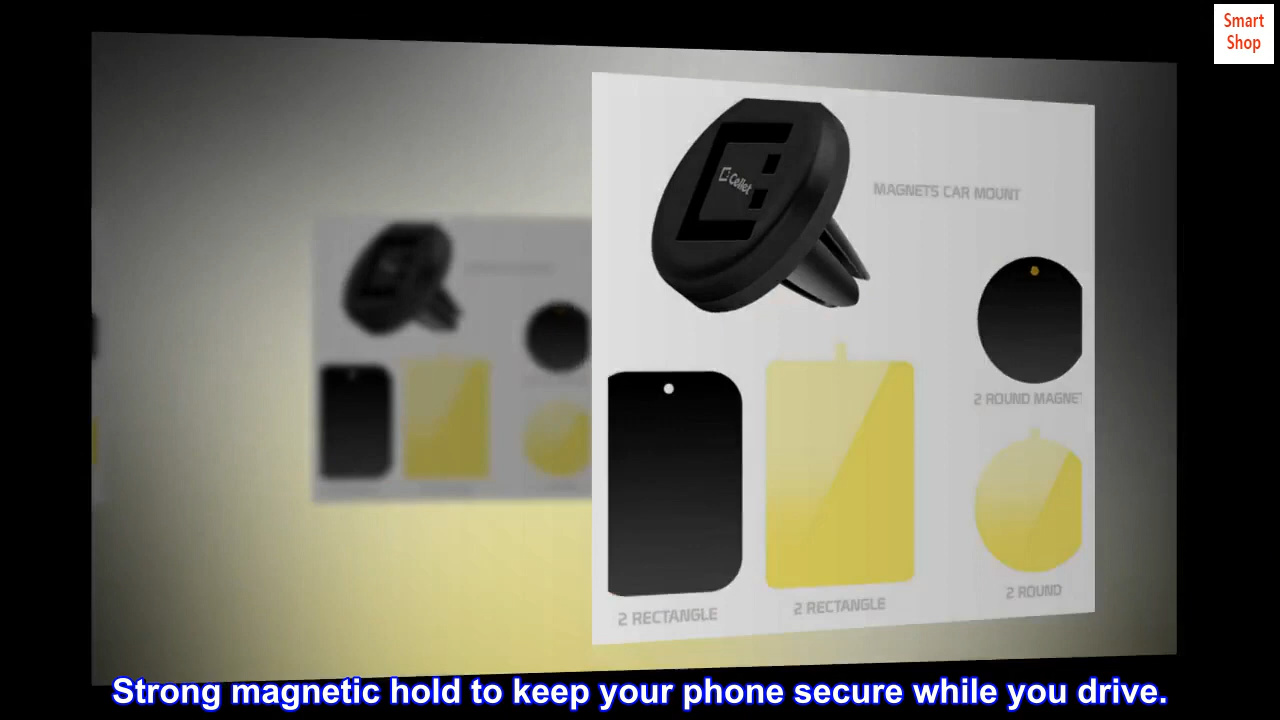 Smart
Shop
Cellet
MAGNETS CAR MOUNT
2 ROUND MAGNET
2 RECTANGLE
2 RECTANGLE
2 ROUND
Strong magnetic hold to keep your phone secure while you drive.